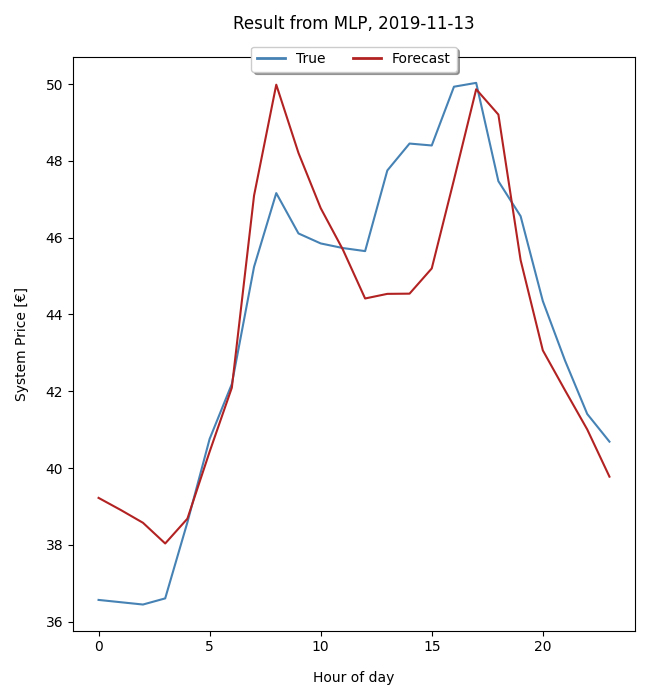 Result from MLP, 2019-11-13
True Forecast
System Price [€]
50
48
46
44
42
40
38
36
0 5 10 15 20
Hour of day